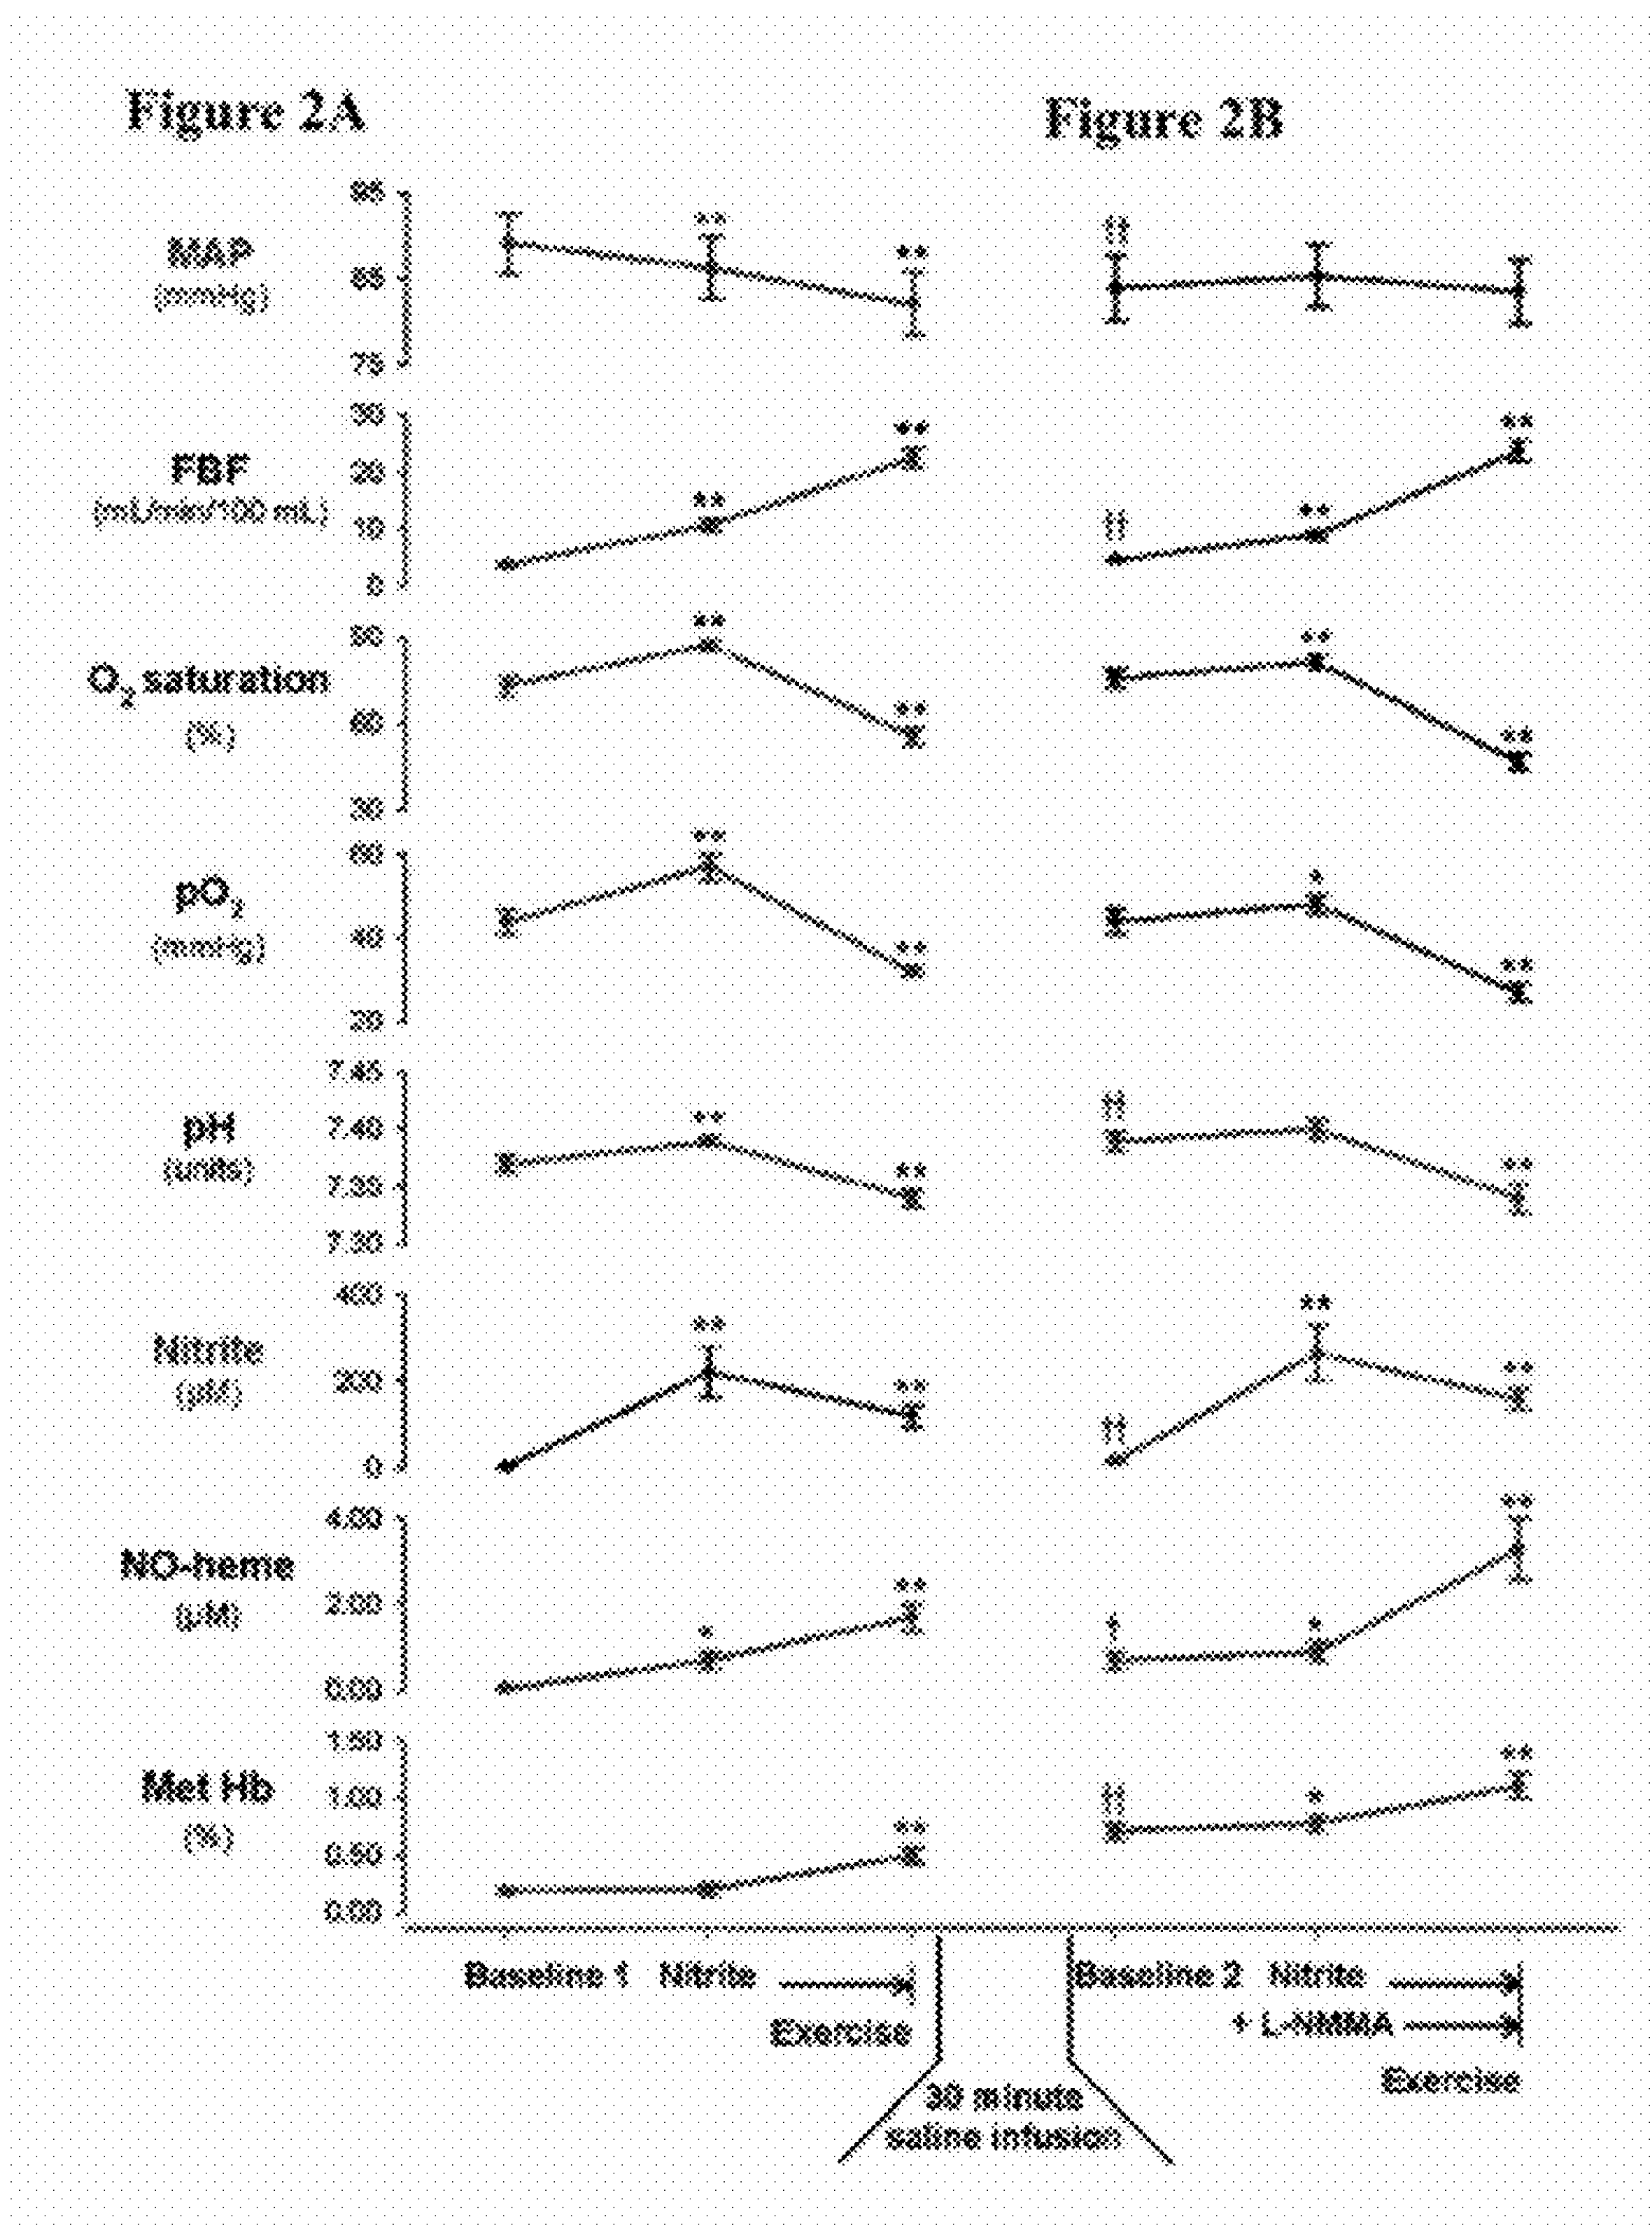 Figure 2A
Figure 2B
95
MAP
85
(mmHg)
75
30
FBF
20
(mL/min/100 mL)
10
0
90
O2 saturation
60
(%)
30
60
pO2
40
(mmHg)
20
7.45
pH
7.40
(units)
7.35
7.30
400
Nitrite
200
(µM)
0
4.00
NO-heme
2.00
(µM)
0.00
1.50
Met Hb
1.00
(%)
0.50
0.00
** ** ††
** ** †† ** **
** ** ** **
** ** * **
** ** †† **
** ** †† ** **
* ** † * **
** †† * **
Baseline 1 Nitrite
Exercise
Baseline 2 Nitrite
+ L-NMMA
Exercise
30 minute
saline infusion